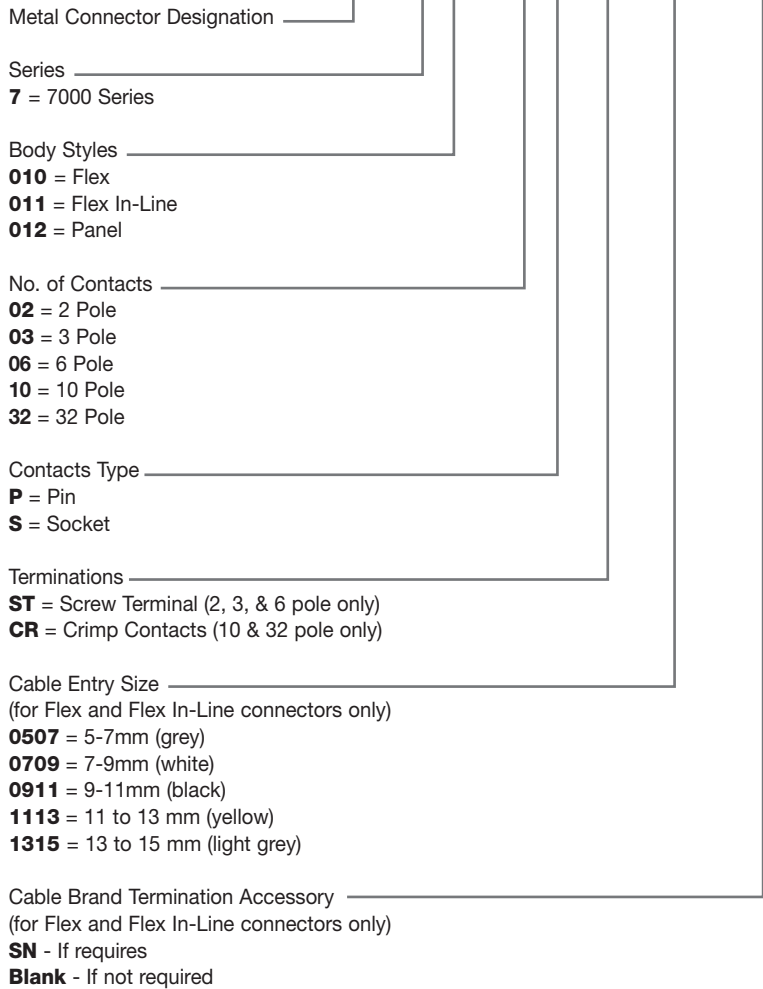 Metal Connector Designation
Series
7 = 7000 Series
Body Styles
010 = Flex
011 = Flex In-Line
012 = Panel
No. of Contacts
02 = 2 Pole
03 = 3 Pole
06 = 6 Pole
10 = 10 Pole
32 = 32 Pole
Contacts Type
P = Pin
S = Socket
Terminations
ST = Screw Terminal (2, 3, & 6 pole only)
CR = Crimp Contacts (10 & 32 pole only)
Cable Entry Size
(for Flex and Flex In-Line connectors only)
0507 = 5-7mm (grey)
0709 = 7-9mm (white)
0911 = 9-11mm (black)
1113 = 11 to 13 mm (yellow)
1315 = 13 to 15 mm (light grey)
Cable Brand Termination Accessory
(for Flex and Flex In-Line connectors only)
SN - If requires
Blank - If not required